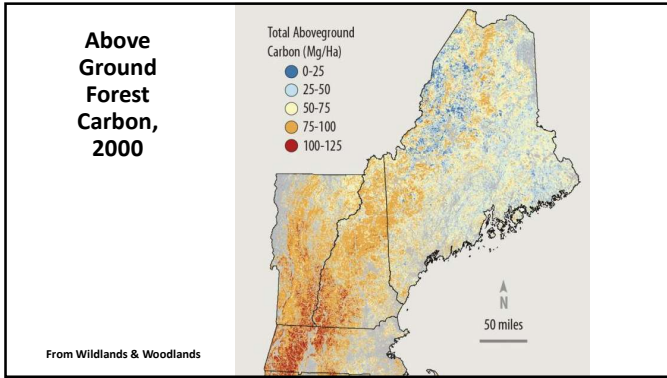 Above
Ground
Forest
Carbon,
2000
Total Aboveground
Carbon (Mg/Ha)
0-25
25-50
50-75
75-100
100-125
N
50 miles
From Wildlands & Woodlands